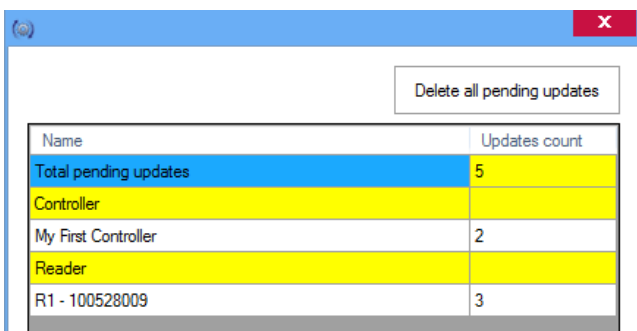 x
Delete all pending updates
Name Updates count
Total pending updates 5
Controller
My First Controller 2
Reader
R1 - 100528009 3